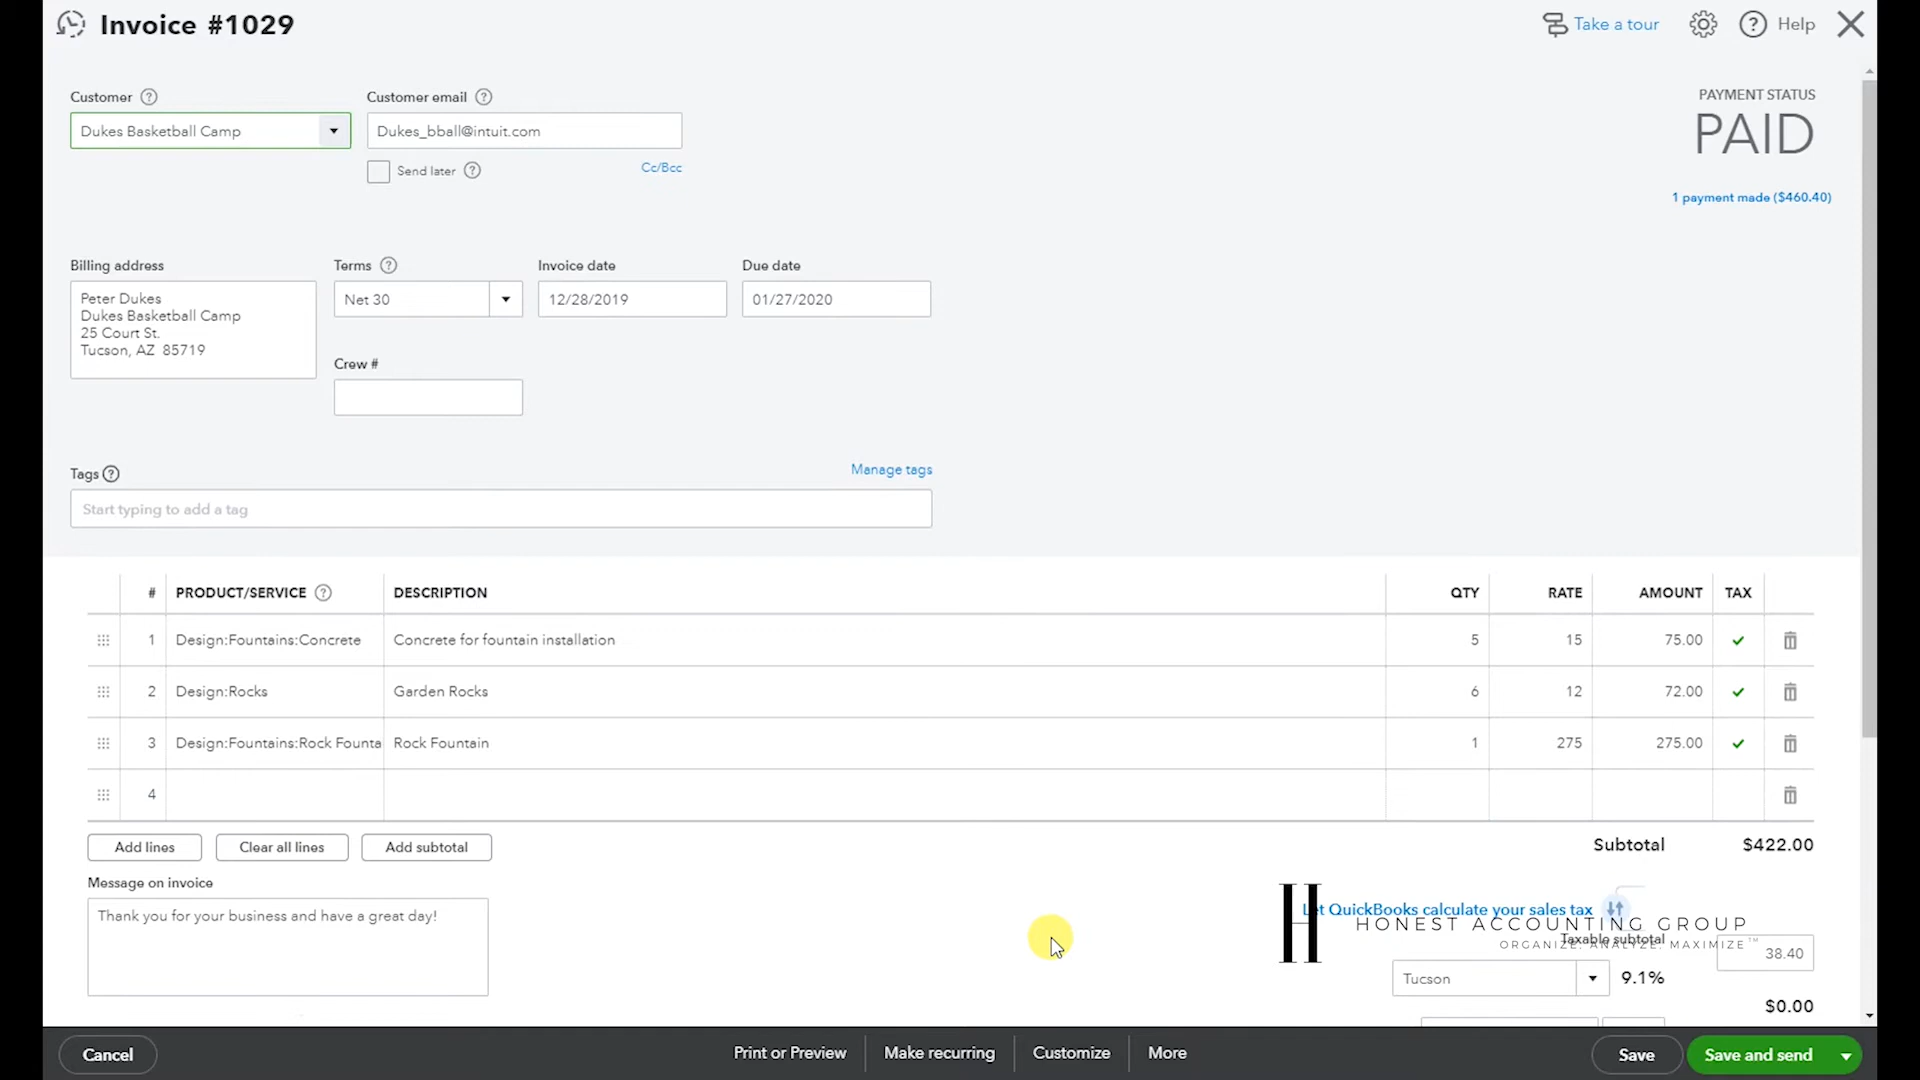 Invoice #1029
Take a tour
Help
Customer
Customer email
PAYMENT STATUS
Dukes Basketball Camp
Dukes_bball@intuit.com
PAID
Send later
Cc/Bcc
1 payment made ($460.40)
Billing address
Terms
Invoice date
Due date
Peter Dukes
Dukes Basketball Camp
25 Court St.
Tucson, AZ 85719
Net 30
12/28/2019
01/27/2020
Crew #
Tags
Manage tags
Start typing to add a tag
# PRODUCT/SERVICE DESCRIPTION QTY RATE AMOUNT TAX
1 Design:Fountains:Concrete Concrete for fountain installation 5 15 75.00
2 Design:Rocks Garden Rocks 6 12 72.00
3 Design:Fountains:Rock Founta Rock Fountain 1 275 275.00
4
Add lines
Clear all lines
Add subtotal
Subtotal $422.00
Message on invoice
Thank you for your business and have a great day!
Let QuickBooks calculate your sales tax
HONEST ACCOUNTING GROUP
Taxable subtotal
ORGANIZE. ANALYZE. MAXIMIZE™
38.40
Tucson
9.1%
$0.00
Cancel
Print or Preview
Make recurring
Customize
More
Save
Save and send